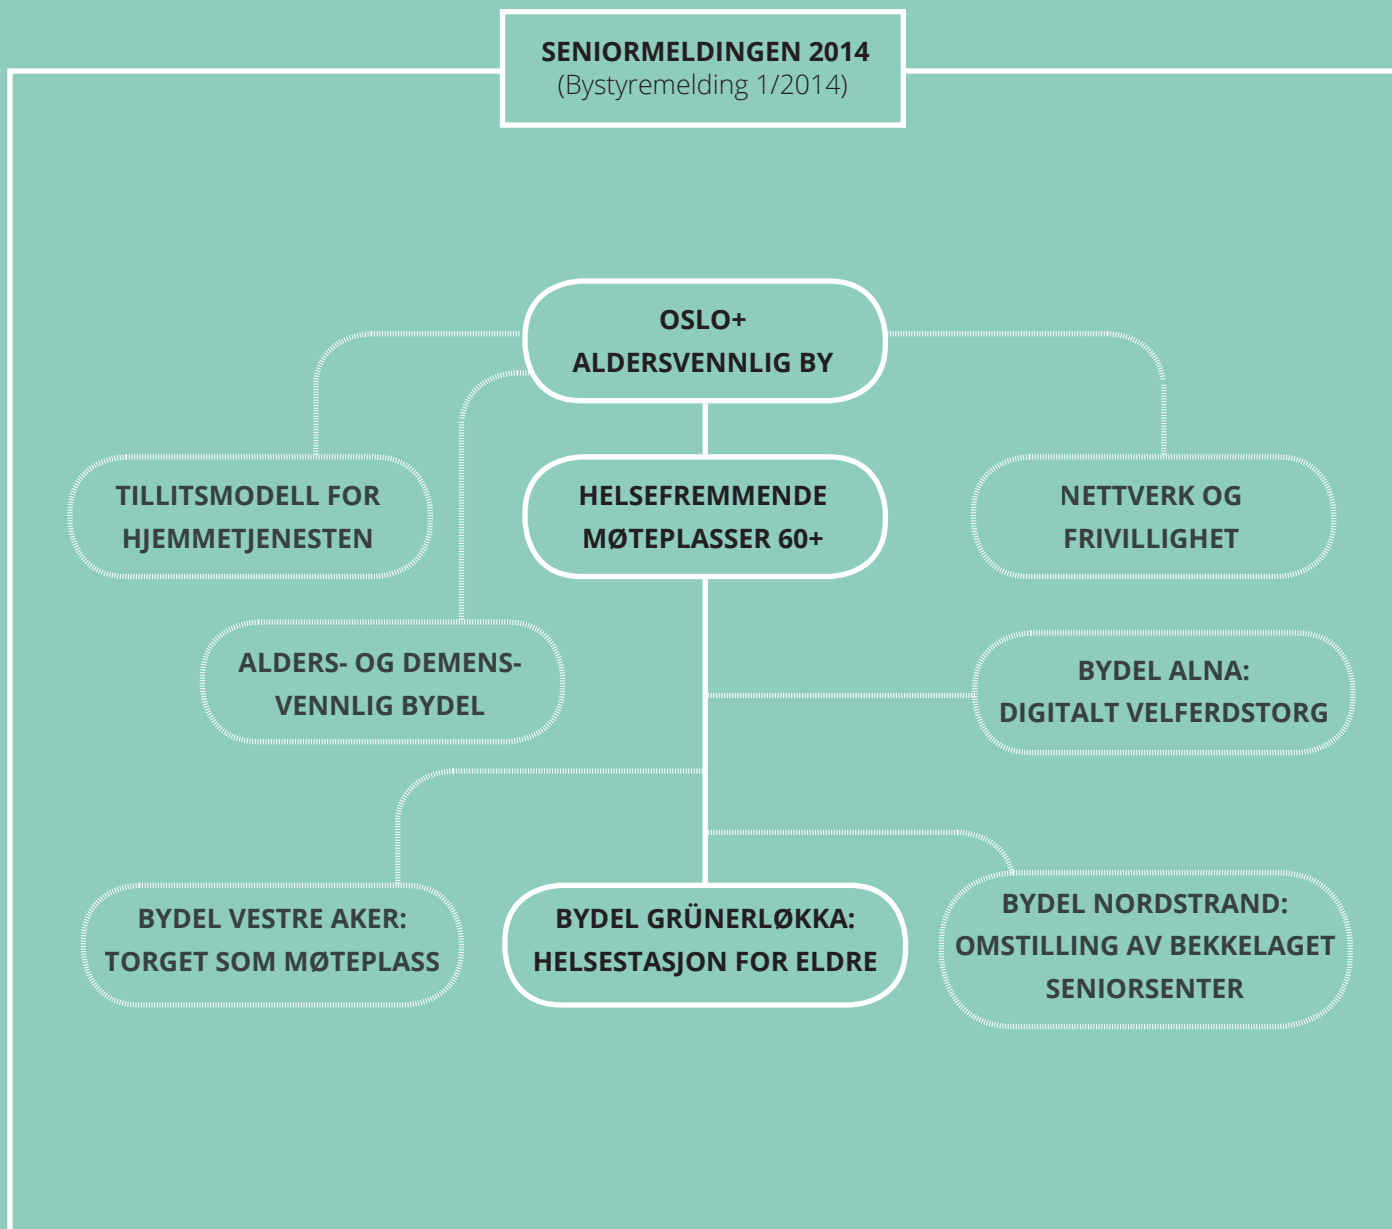 SENIORMELDINGEN 2014
(Bystyremelding 1/2014)
OSLO+
ALDERSVENNLIG BY
TILLITSMODELL FOR
HJEMMETJENESTEN
HELSEFREMMENDE
MØTEPLASSER 60+
NETTVERK OG
FRIVILLIGHET
ALDERS- OG DEMENS-
VENNLIG BYDEL
BYDEL ALNA:
DIGITALT VELFERDSTORG
BYDEL VESTRE AKER:
TORGET SOM MØTEPLASS
BYDEL GRÜNERLØKKA:
HELSESTASJON FOR ELDRE
BYDEL NORDSTRAND:
OMSTILLING AV BEKKELAGET
SENIORSENTER